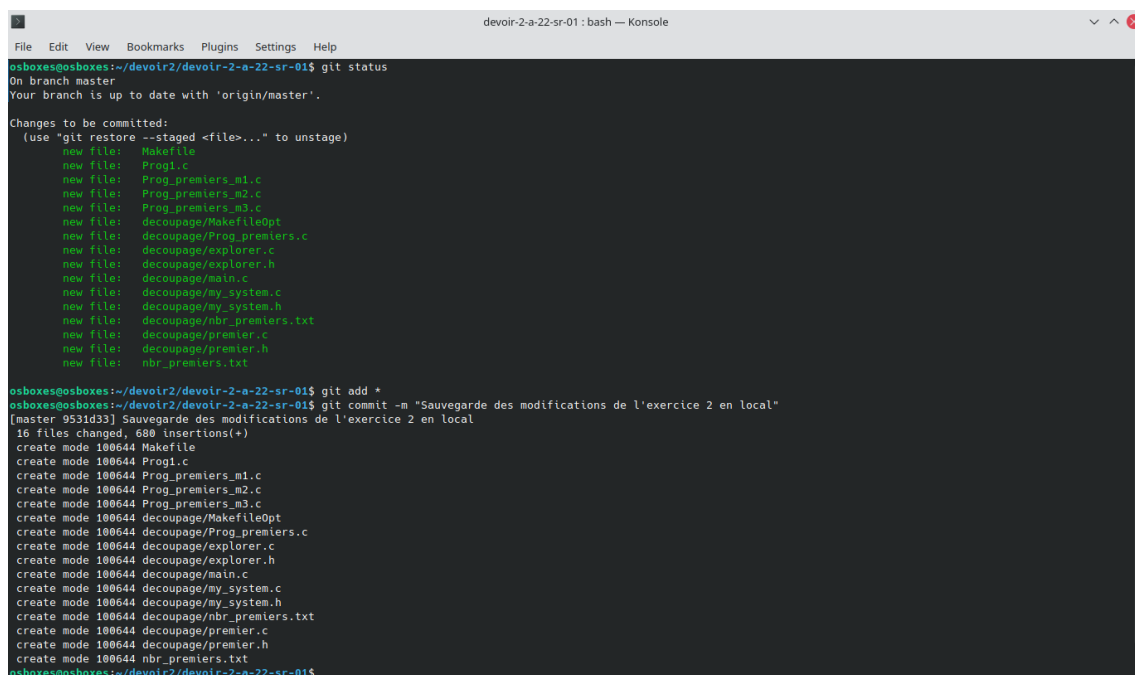 devoir-2-a-22-sr-01 : bash — Konsole
File Edit View Bookmarks Plugins Settings Help
osboxes@osboxes:~/devoir2/devoir-2-a-22-sr-01$ git status
On branch master
Your branch is up to date with 'origin/master'.
Changes to be committed:
(use "git restore --staged <file>..." to unstage)
new file: Makefile
new file: Prog1.c
new file: Prog_premiers_m1.c
new file: Prog_premiers_m2.c
new file: Prog_premiers_m3.c
new file: decoupage/MakefileOpt
new file: decoupage/Prog_premiers.c
new file: decoupage/explorer.c
new file: decoupage/explorer.h
new file: decoupage/main.c
new file: decoupage/my_system.c
new file: decoupage/my_system.h
new file: decoupage/nbr_premiers.txt
new file: decoupage/premier.c
new file: decoupage/premier.h
new file: nbr_premiers.txt
osboxes@osboxes:~/devoir2/devoir-2-a-22-sr-01$ git add *
osboxes@osboxes:~/devoir2/devoir-2-a-22-sr-01$ git commit -m "Sauvegarde des modifications de l'exercice 2 en local"
[master 9531d33] Sauvegarde des modifications de l'exercice 2 en local
16 files changed, 680 insertions(+)
create mode 100644 Makefile
create mode 100644 Prog1.c
create mode 100644 Prog_premiers_m1.c
create mode 100644 Prog_premiers_m2.c
create mode 100644 Prog_premiers_m3.c
create mode 100644 decoupage/MakefileOpt
create mode 100644 decoupage/Prog_premiers.c
create mode 100644 decoupage/explorer.c
create mode 100644 decoupage/explorer.h
create mode 100644 decoupage/main.c
create mode 100644 decoupage/my_system.c
create mode 100644 decoupage/my_system.h
create mode 100644 decoupage/nbr_premiers.txt
create mode 100644 decoupage/premier.c
create mode 100644 decoupage/premier.h
create mode 100644 nbr_premiers.txt
osboxes@osboxes:~/devoir2/devoir-2-a-22-sr-01$